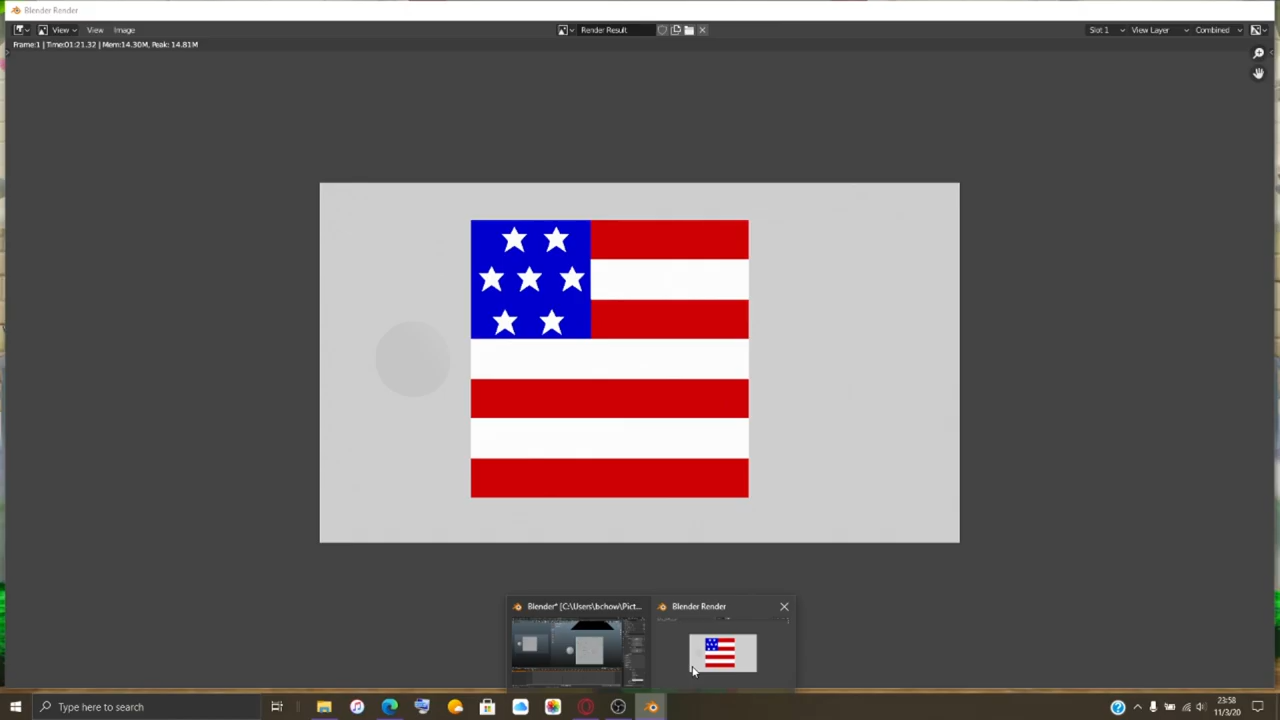 Blender Render
View View Image Render Result Slot 1 View Layer Combined
Frame:1 | Time:01:21.32 | Mem:14.30M, Peak: 14.81M
Blender* [C:\Users\bchow\Pict... Blender Render
Type here to search 23:58
11/3/20